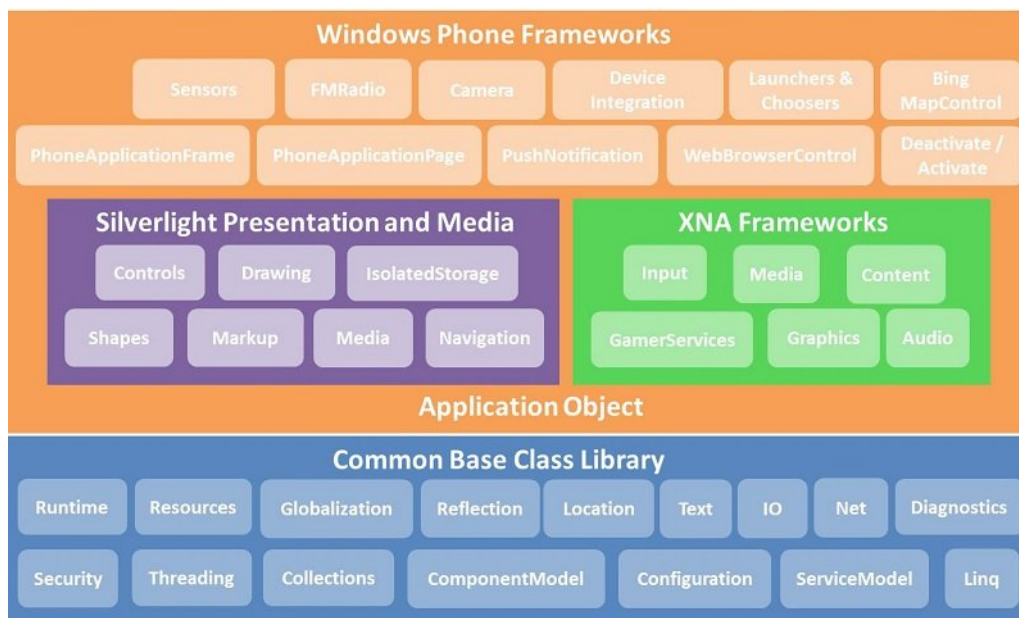 Windows Phone Frameworks
Sensors
FMRadio
Camera
Device
Integration
Launchers &
Choosers
Bing
MapControl
PhoneApplicationFrame
PhoneApplicationPage
PushNotification
WebBrowserControl
Deactivate /
Activate
Silverlight Presentation and Media
Controls
Drawing
IsolatedStorage
Shapes
Markup
Media
Navigation
XNA Frameworks
Input
Media
Content
GamerServices
Graphics
Audio
Application Object
Common Base Class Library
Runtime
Resources
Globalization
Reflection
Location
Text
IO
Net
Diagnostics
Security
Threading
Collections
ComponentModel
Configuration
ServiceModel
Linq